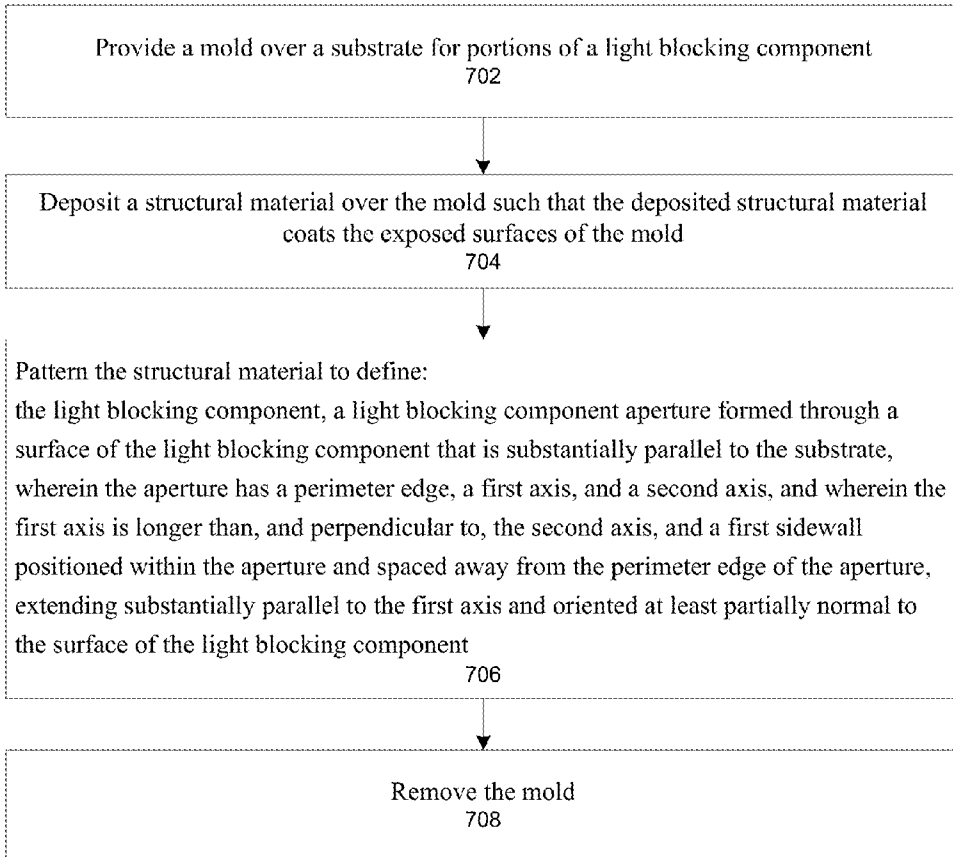 Provide a mold over a substrate for portions of a light blocking component
702
Deposit a structural material over the mold such that the deposited structural material
coats the exposed surfaces of the mold
704
Pattern the structural material to define:
the light blocking component, a light blocking component aperture formed through a
surface of the light blocking component that is substantially parallel to the substrate,
wherein the aperture has a perimeter edge, a first axis, and a second axis, and wherein the
first axis is longer than, and perpendicular to, the second axis, and a first sidewall
positioned within the aperture and spaced away from the perimeter edge of the aperture,
extending substantially parallel to the first axis and oriented at least partially normal to
the surface of the light blocking component
706
Remove the mold
708